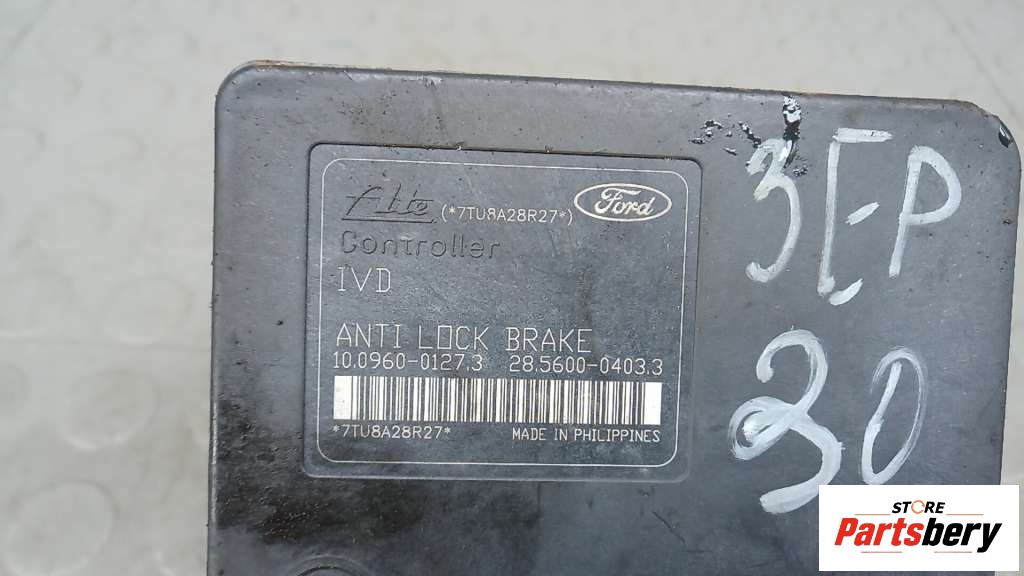 Ate (*7TU8A28R27*) Ford
Controller
IVD
ANTI LOCK BRAKE
10.0960-0127.3 28.5600-0403.3
*7TU8A28R27* MADE IN PHILIPPINES
30
STORE
Partsbery